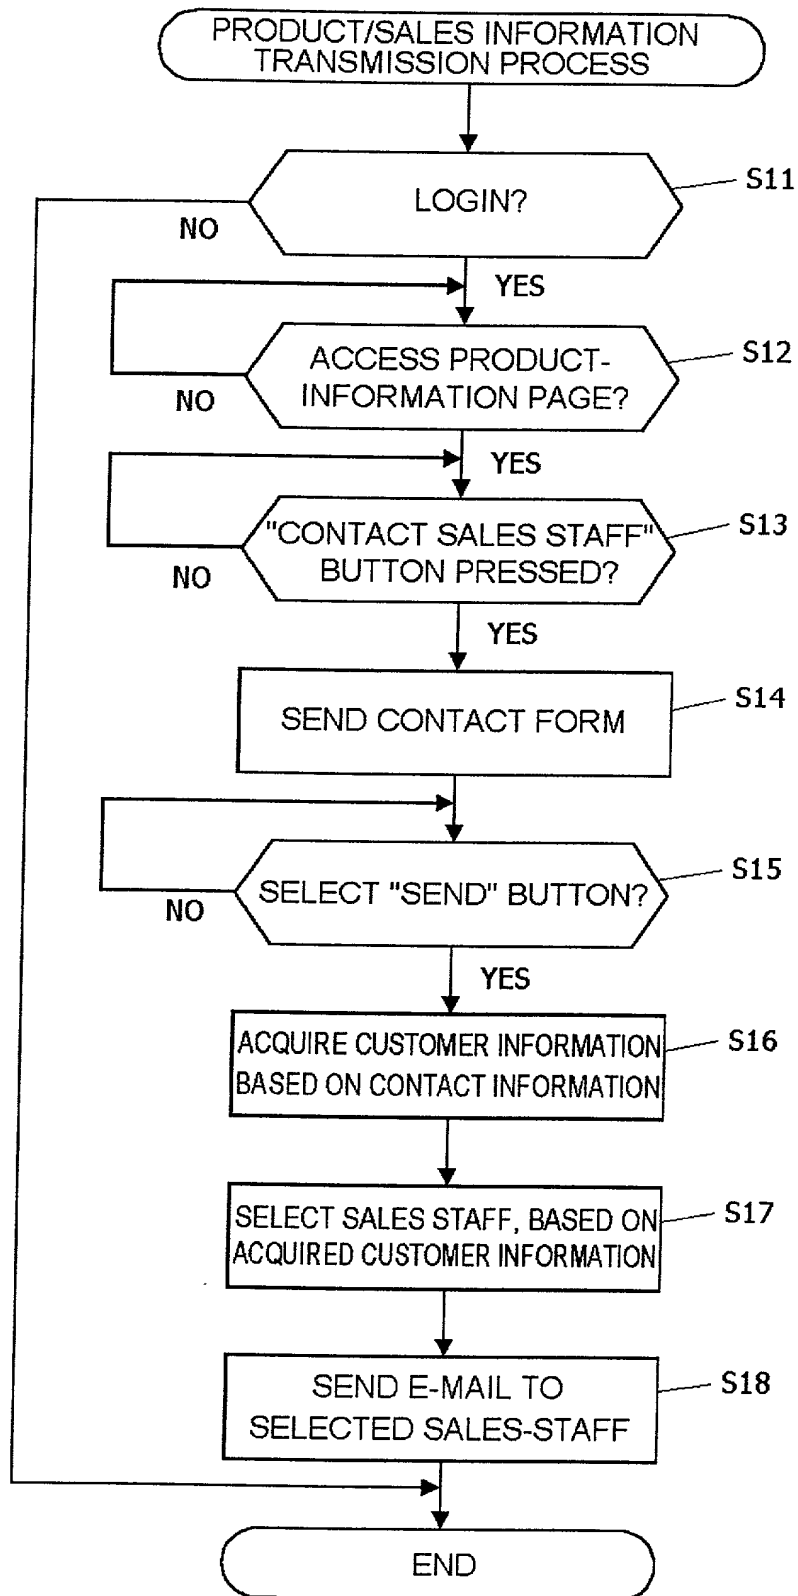 PRODUCT/SALES INFORMATION
TRANSMISSION PROCESS
LOGIN?
S11
NO
YES
ACCESS PRODUCT-
INFORMATION PAGE?
S12
NO
YES
"CONTACT SALES STAFF"
BUTTON PRESSED?
S13
NO
YES
SEND CONTACT FORM
S14
SELECT "SEND" BUTTON?
S15
NO
YES
ACQUIRE CUSTOMER INFORMATION
BASED ON CONTACT INFORMATION
S16
SELECT SALES STAFF, BASED ON
ACQUIRED CUSTOMER INFORMATION
S17
SEND E-MAIL TO
SELECTED SALES-STAFF
S18
END